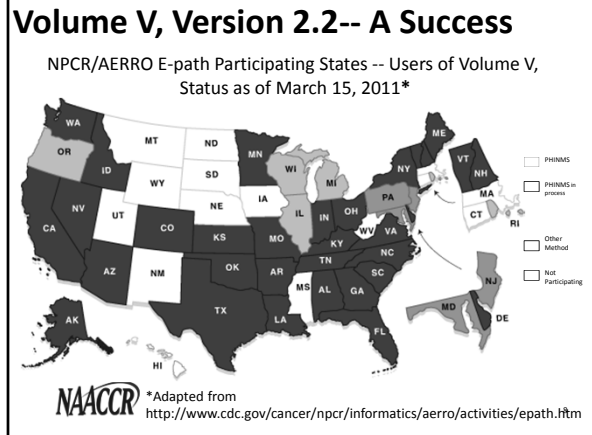 Volume V, Version 2.2-- A Success
NPCR/AERRO E-path Participating States -- Users of Volume V,
Status as of March 15, 2011*
WA
OR
ID
MT
ND
MN
SD
WY
NE
IA
WI
MI
NV
UT
CO
KS
MO
IL
IN
OH
PA
NY
ME
CA
AZ
NM
OK
AR
TN
KY
WV
VA
NC
SC
GA
AL
MS
LA
TX
FL
AK
HI
VT
NH
MA
CT
RI
NJ
MD
DE
PHINMS
PHINMS in
process
Other
Method
Not
Participating
NAACCR
*Adapted from
http://www.cdc.gov/cancer/npcr/informatics/aerro/activities/epath.htm